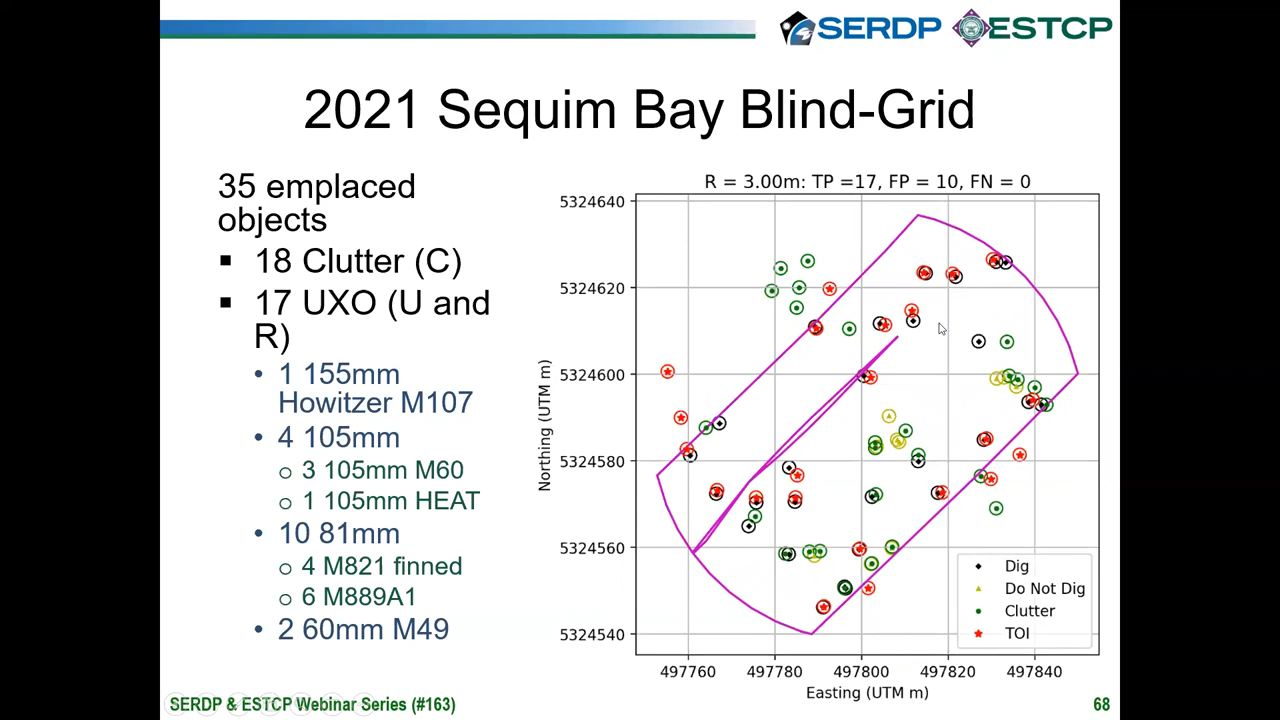 SERDP ESTCP
2021 Sequim Bay Blind-Grid
35 emplaced
objects
▪ 18 Clutter (C)
▪ 17 UXO (U and
R)
• 1 155mm
Howitzer M107
• 4 105mm
o 3 105mm M60
o 1 105mm HEAT
• 10 81mm
o 4 M821 finned
o 6 M889A1
• 2 60mm M49
R = 3.00m: TP =17, FP = 10, FN = 0
Northing (UTM m)
5324640
5324620
5324600
5324580
5324560
5324540
Dig
Do Not Dig
Clutter
TOI
497760 497780 497800 497820 497840
Easting (UTM m)
SERDP & ESTCP Webinar Series (#163)
68